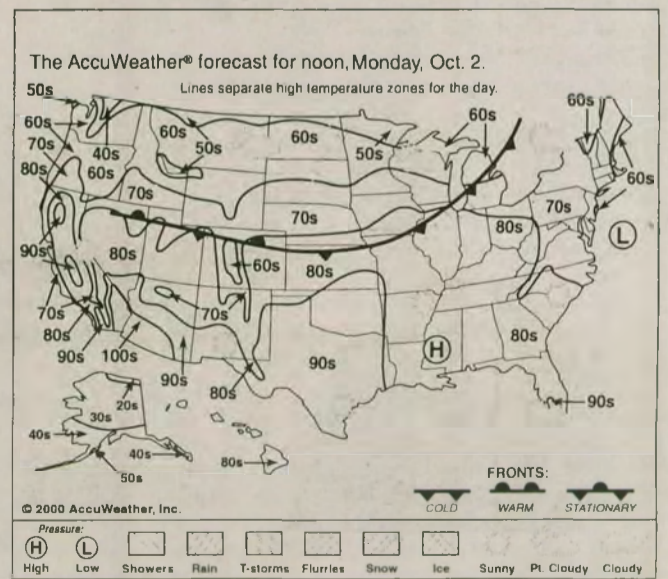 The AccuWeather® forecast for noon, Monday, Oct. 2.
Lines separate high temperature zones for the day.
50s
60s
70s
80s
40s
60s
60s
50s
50s
60s
50s
60s
60s
60s
60s
70s
70s
70s
80s
90s
80s
60s
80s
70s
80s
90s
100s
70s
90s
80s
90s
80s
90s
L
H
20s
30s
40s
40s
50s
80s
FRONTS:
COLD WARM STATIONARY
© 2000 AccuWeather, Inc.
Pressure:
H L
High Low Showers Rain T-storms Flurries Snow Ice Sunny Pt. Cloudy Cloudy